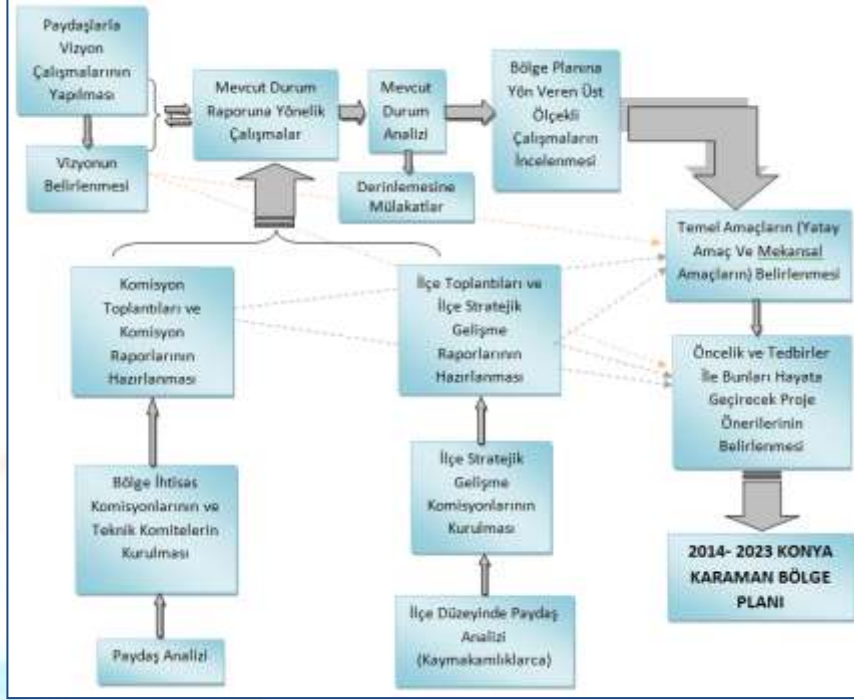 Paydaşlarla
Vizyon
Çalışmalarının
Yapılması
Vizyonun
Belirlenmesi
Mevcut Durum
Raporuna Yönelik
Çalışmalar
Mevcut
Durum
Analizi
Derinlemesine
Mülakatlar
Bölge Planına
Yön Veren Üst
Ölçekli
Çalışmaların
İncelenmesi
Temel Amaçların (Yatay
Amaç Ve Mekansal
Amaçların) Belirlenmesi
Komisyon
Toplantıları ve
Komisyon
Raporlarının
Hazırlanması
İlçe Toplantıları ve
İlçe Stratejik
Gelişme
Raporlarının
Hazırlanması
Öncelik ve Tedbirler
İle Bunları Hayata
Geçirecek Proje
Önerilerinin
Belirlenmesi
Bölge İhtisas
Komisyonlarının ve
Teknik Komitelerin
Kurulması
İlçe Stratejik
Gelişme
Komisyonlarının
Kurulması
2014- 2023 KONYA
KARAMAN BÖLGE
PLANI
Paydaş Analizi
İlçe Düzeyinde Paydaş
Analizi
(Kaymakamlıklarca)